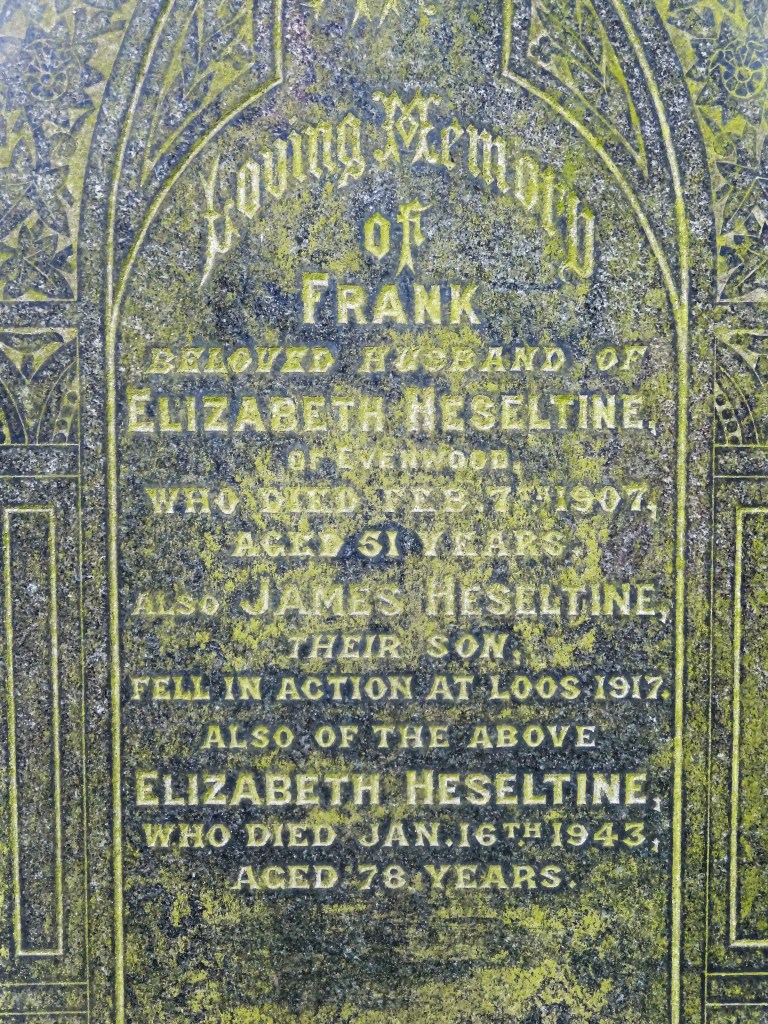 Loving Memory
of
FRANK
BELOVED HUSBAND OF
ELIZABETH HESELTINE,
OF EVENWOOD,
WHO DIED FEB. 7TH 1907,
AGED 51 YEARS.
ALSO JAMES HESELTINE,
THEIR SON,
FELL IN ACTION AT LOOS 1917.
ALSO OF THE ABOVE
ELIZABETH HESELTINE,
WHO DIED JAN. 16TH 1943,
AGED 78 YEARS.